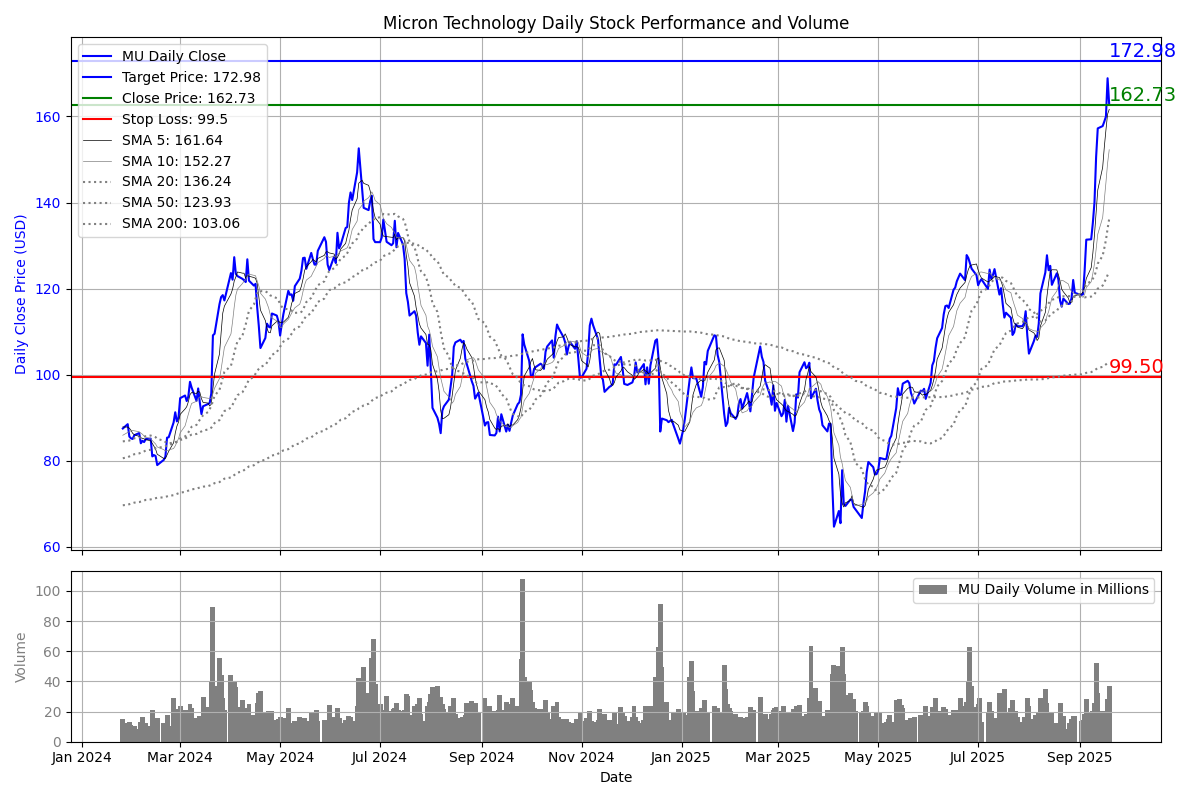 Micron Technology Daily Stock Performance and Volume
MU Daily Close
Target Price: 172.98
Close Price: 162.73
Stop Loss: 99.5
SMA 5: 161.64
SMA 10: 152.27
SMA 20: 136.24
SMA 50: 123.93
SMA 200: 103.06
172.98
162.73
99.50
Daily Close Price (USD)
160
140
120
100
80
60
MU Daily Volume in Millions
Volume
100
80
60
40
20
0
Jan 2024 Mar 2024 May 2024 Jul 2024 Sep 2024 Nov 2024 Jan 2025 Mar 2025 May 2025 Jul 2025 Sep 2025
Date